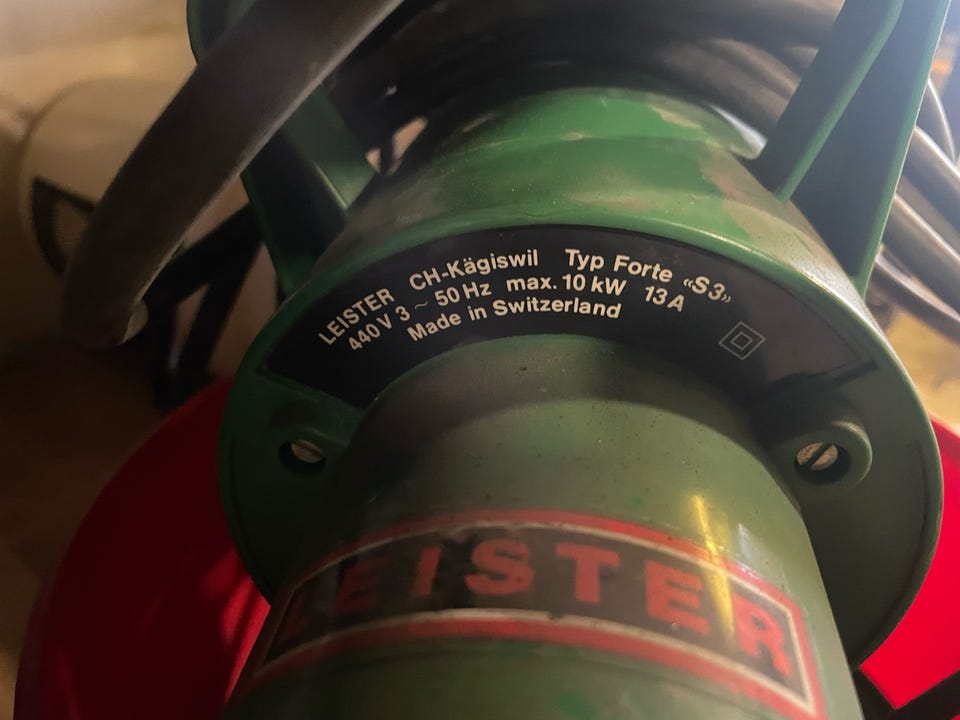 LEISTER CH-Kägiswil Typ Forte «S3»
440 V 3 ~ 50 Hz max. 10 kW 13 A
Made in Switzerland
LEISTER